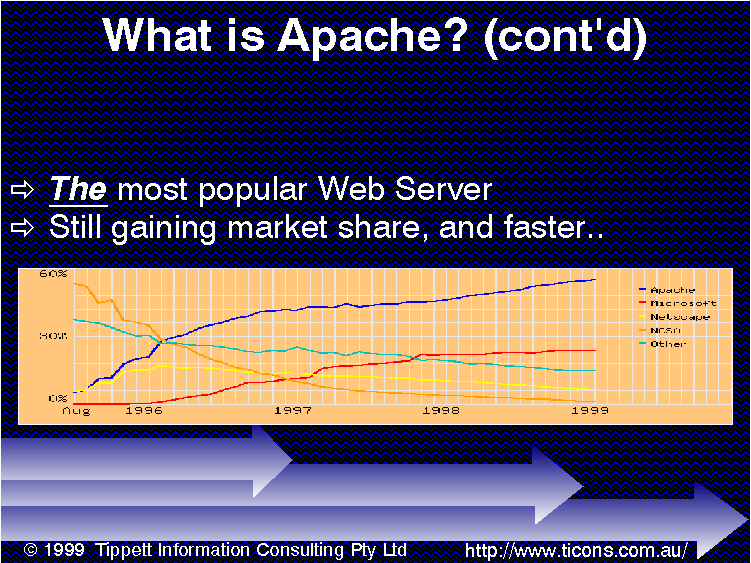 What is Apache? (cont'd)
⇨ The most popular Web Server
⇨ Still gaining market share, and faster..
60%
30%
0%
Apache
Microsoft
Netscape
NCSA
Other
Aug 1996 1997 1998 1999
© 1999 Tippett Information Consulting Pty Ltd http://www.ticons.com.au/